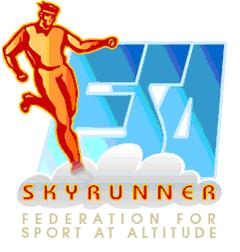 FSA
SKYRUNNER
FEDERATION FOR
SPORT AT ALTITUDE